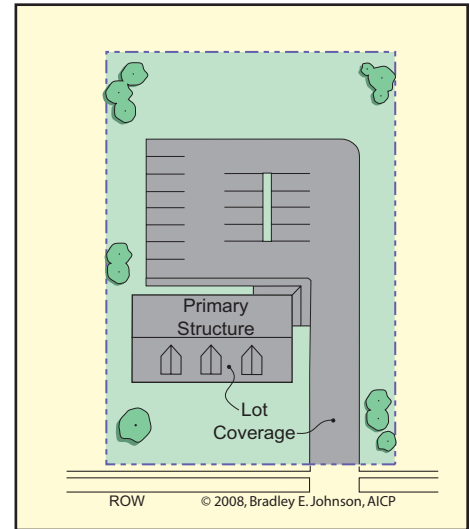 Primary
Structure
Lot
Coverage
ROW
© 2008, Bradley E. Johnson, AICP